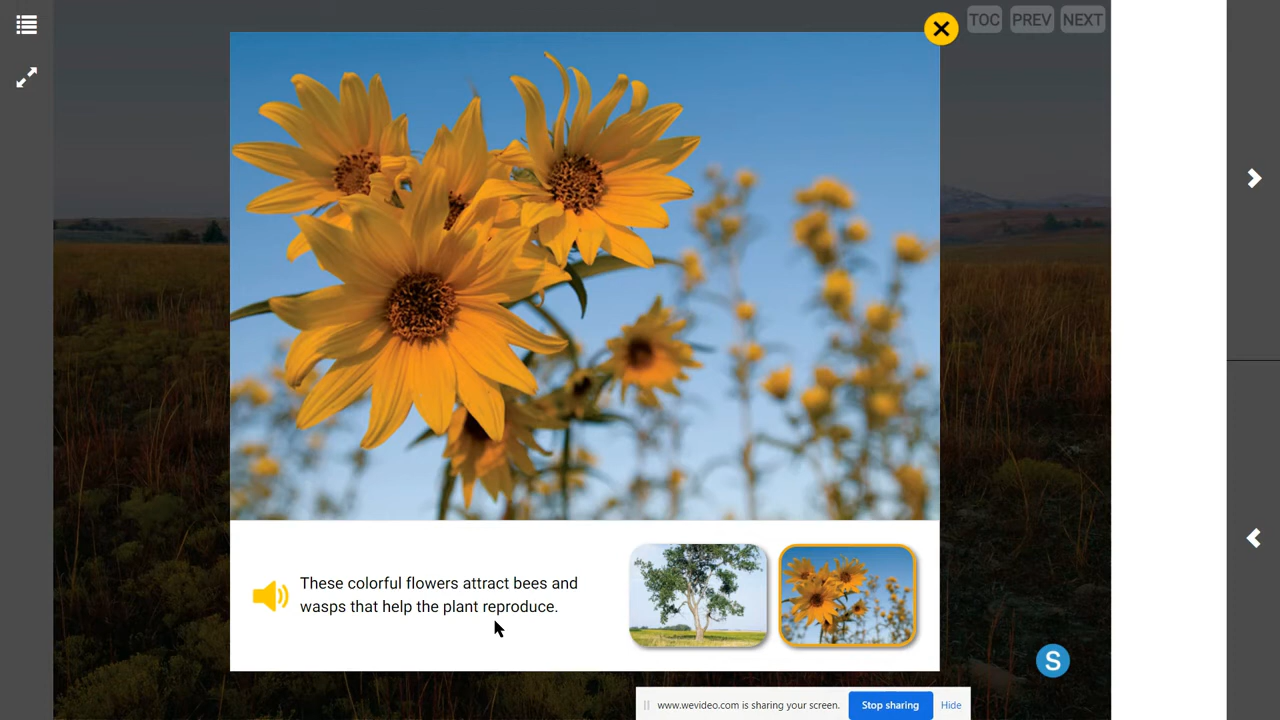 TOC PREV NEXT
These colorful flowers attract bees and
wasps that help the plant reproduce.
S
www.wevideo.com is sharing your screen. Stop sharing Hide